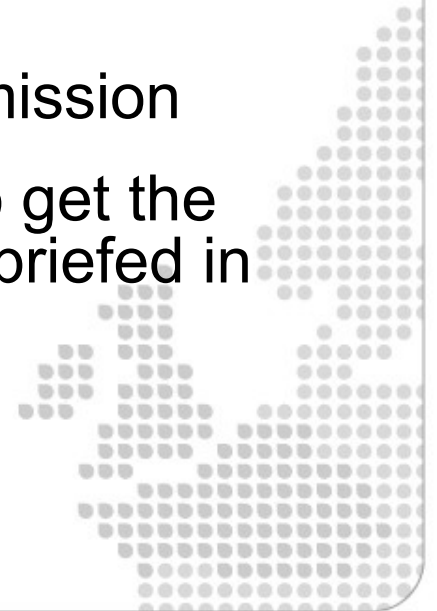 nission
get the
briefed in